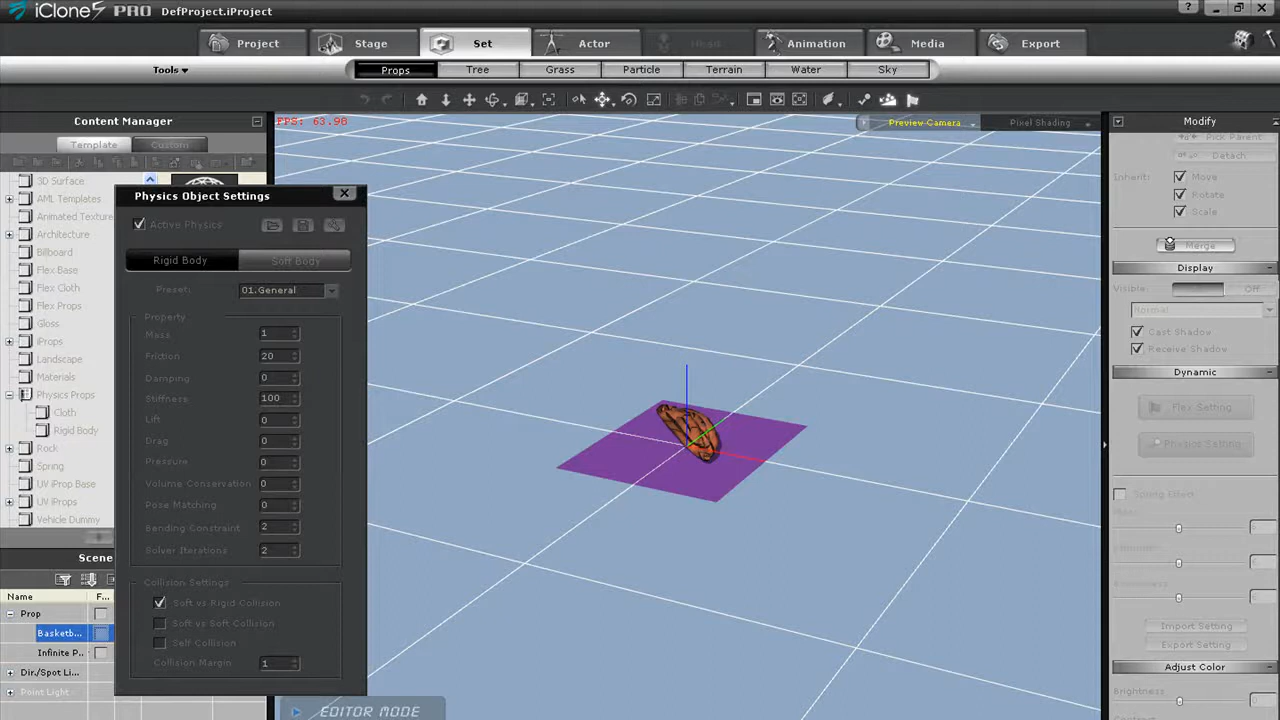 iClone5 PRO DefProject.iProject
Project Stage Set Actor Head Animation Media Export
Tools Props Tree Grass Particle Terrain Water Sky
Content Manager
Template Custom
3D Surface
AML Templates
Animated Texture
Architecture
Billboard
Flex Base
Flex Cloth
Flex Props
Gloss
iProps
Landscape
Materials
Physics Props
Cloth
Rigid Body
Rock
Spring
UV iProp Base
UV iProps
Vehicle Dummy
Scene
Name F...
Prop
Basketb...
Infinite P...
Dir./Spot Li...
Point Light
Physics Object Settings
Active Physics
Rigid Body Soft Body
Preset: 01.General
Property
Mass 1
Friction 20
Damping 0
Stiffness 100
Lift 0
Drag 0
Pressure 0
Volume Conservation 0
Pose Matching 0
Bending Constraint 2
Solver Iterations 2
Collision Settings
Soft vs Rigid Collision
Soft vs Soft Collision
Self Collision
Collision Margin 1
FPS: 63.98
Preview Camera Pixel Shading
EDITOR MODE
Modify
Pick Parent
Detach
Inherit: Move
Rotate
Scale
Merge
Display
Visible: Off
Normal
Cast Shadow
Receive Shadow
Dynamic
Flex Setting
Physics Setting
Spring Effect
Import Setting
Export Setting
Adjust Color
Brightness